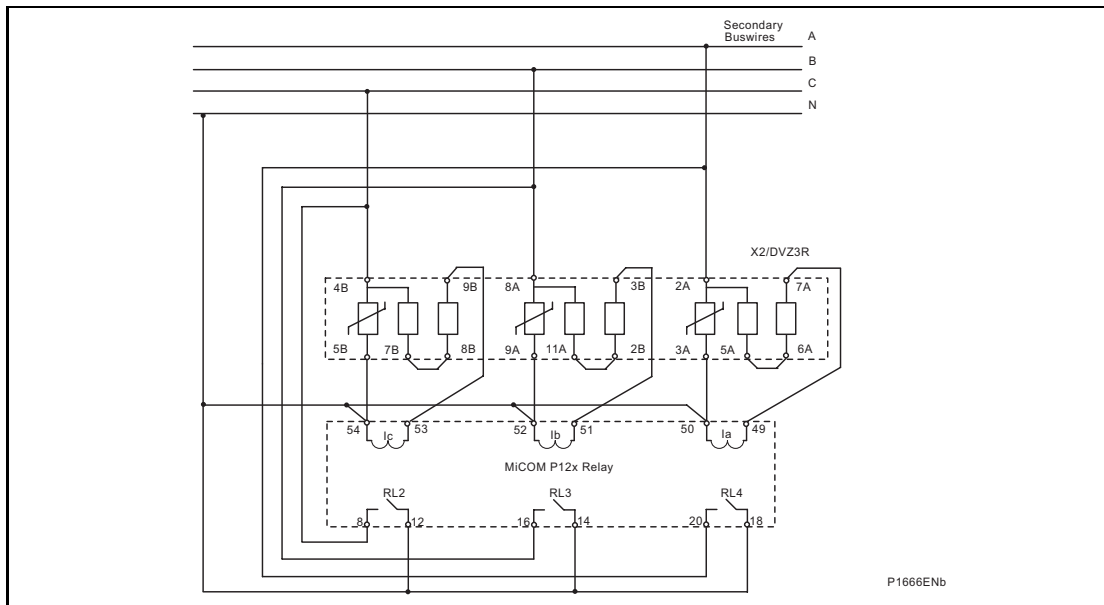 Secondary
Buswires
A
B
C
N
X2/DVZ3R
4B
9B
8A
3B
2A
7A
5B
7B
8B
9A
11A
2B
3A
5A
6A
54
Ic
53
52
Ib
51
50
Ia
49
MiCOM P12x Relay
RL2
RL3
RL4
8
12
16
14
20
18
P1666ENb